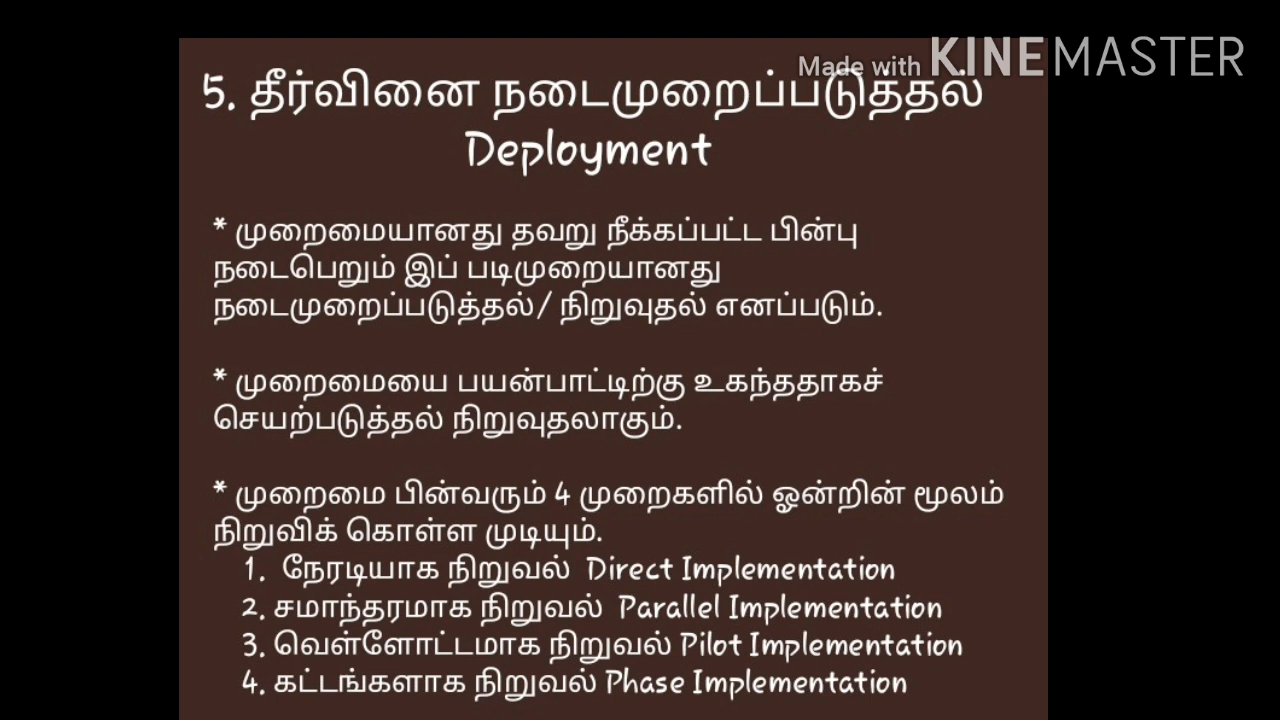 Made with KINEMASTER
5. தீர்வினை நடைமுறைப்படுத்தல்
Deployment
* முறைமையானது தவறு நீக்கப்பட்ட பின்பு
நடைபெறும் இப் படிமுறையானது
நடைமுறைப்படுத்தல்/ நிறுவுதல் எனப்படும்.
* முறைமையை பயன்பாட்டிற்கு உகந்ததாகச்
செயற்படுத்தல் நிறுவுதலாகும்.
* முறைமை பின்வரும் 4 முறைகளில் ஓன்றின் மூலம்
நிறுவிக் கொள்ள முடியும்.
1. நேரடியாக நிறுவல் Direct Implementation
2. சமாந்தரமாக நிறுவல் Parallel Implementation
3. வெள்ளோட்டமாக நிறுவல் Pilot Implementation
4. கட்டங்களாக நிறுவல் Phase Implementation